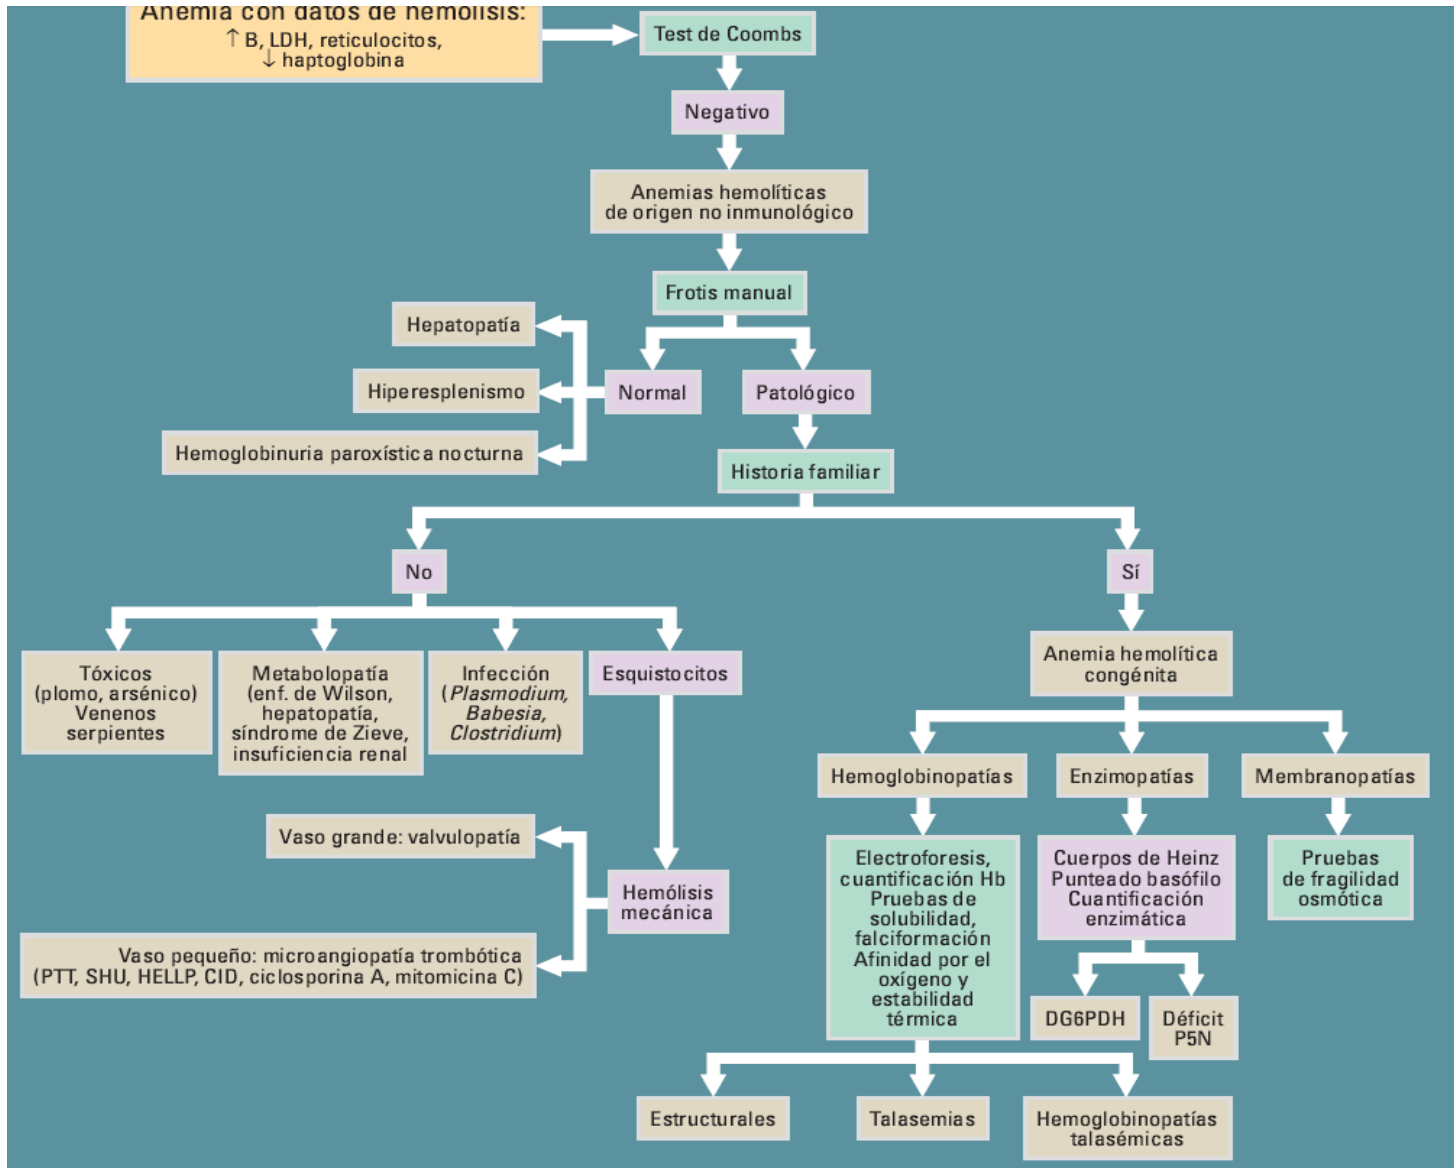 Anemia con datos de hemólisis:
↑ B, LDH, reticulocitos,
↓ haptoglobina
Test de Coombs
Negativo
Anemias hemolíticas
de origen no inmunológico
Frotis manual
Hepatopatía
Hiperesplenismo
Normal
Patológico
Hemoglobinuria paroxística nocturna
Historia familiar
No
Sí
Tóxicos
(plomo, arsénico)
Venenos
serpientes
Metabolopatía
(enf. de Wilson,
hepatopatía,
síndrome de Zieve,
insuficiencia renal
Infección
(Plasmodium,
Babesia,
Clostridium)
Esquistocitos
Anemia hemolítica
congénita
Hemoglobinopatías
Enzimopatías
Membranopatías
Vaso grande: valvulopatía
Hemólisis
mecánica
Vaso pequeño: microangiopatía trombótica
(PTT, SHU, HELLP, CID, ciclosporina A, mitomicina C)
Electroforesis,
cuantificación Hb
Pruebas de
solubilidad,
falciformación
Afinidad por el
oxígeno y
estabilidad
térmica
Cuerpos de Heinz
Punteado basófilo
Cuantificación
enzimática
Pruebas
de fragilidad
osmótica
DG6PDH
Déficit
P5N
Estructurales
Talasemias
Hemoglobinopatías
talasémicas